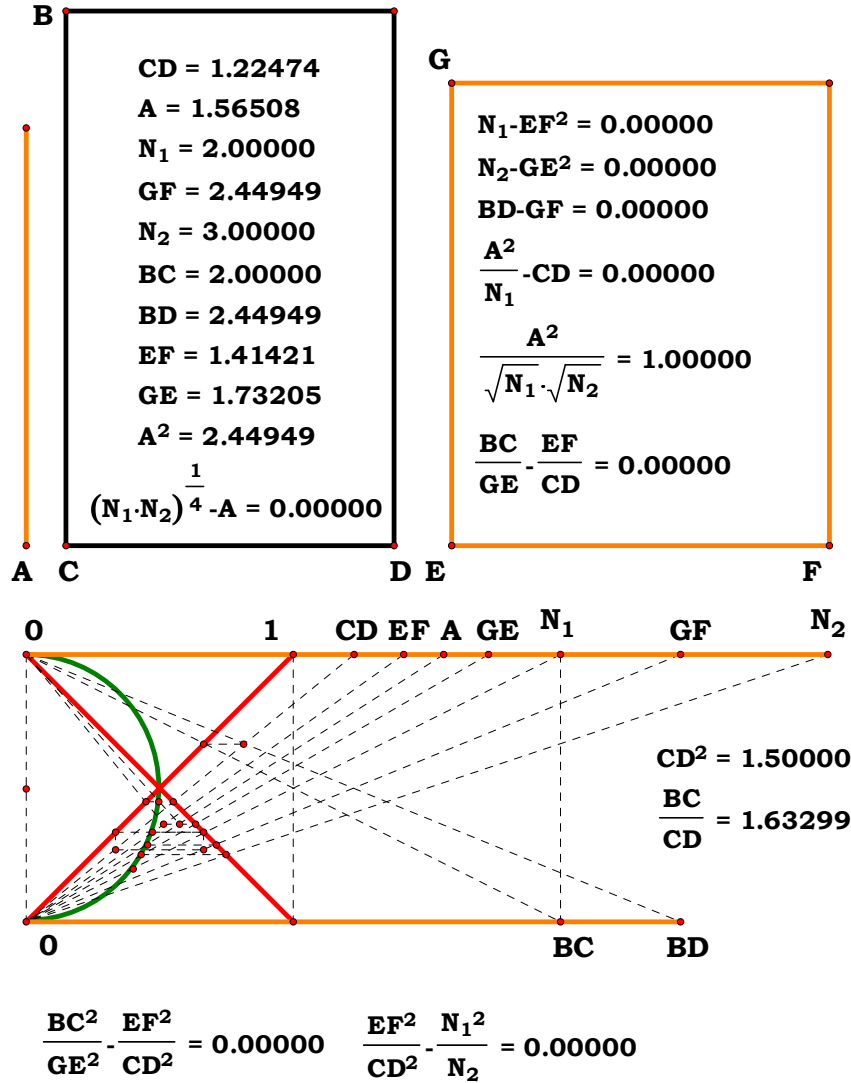 B
CD = 1.22474
A = 1.56508
N₁ = 2.00000
GF = 2.44949
N₂ = 3.00000
BC = 2.00000
BD = 2.44949
EF = 1.41421
GE = 1.73205
A² = 2.44949
(N₁·N₂)^(1/4) -A = 0.00000
A
C
D
G
N₁-EF² = 0.00000
N₂-GE² = 0.00000
BD-GF = 0.00000
A²/N₁ -CD = 0.00000
A²/(√N₁·√N₂) = 1.00000
BC/GE - EF/CD = 0.00000
E
F
0 1 CD EF A GE N₁ GF N₂
CD² = 1.50000
BC/CD = 1.63299
0 BC BD
BC²/GE² - EF²/CD² = 0.00000
EF²/CD² - N₁²/N₂ = 0.00000